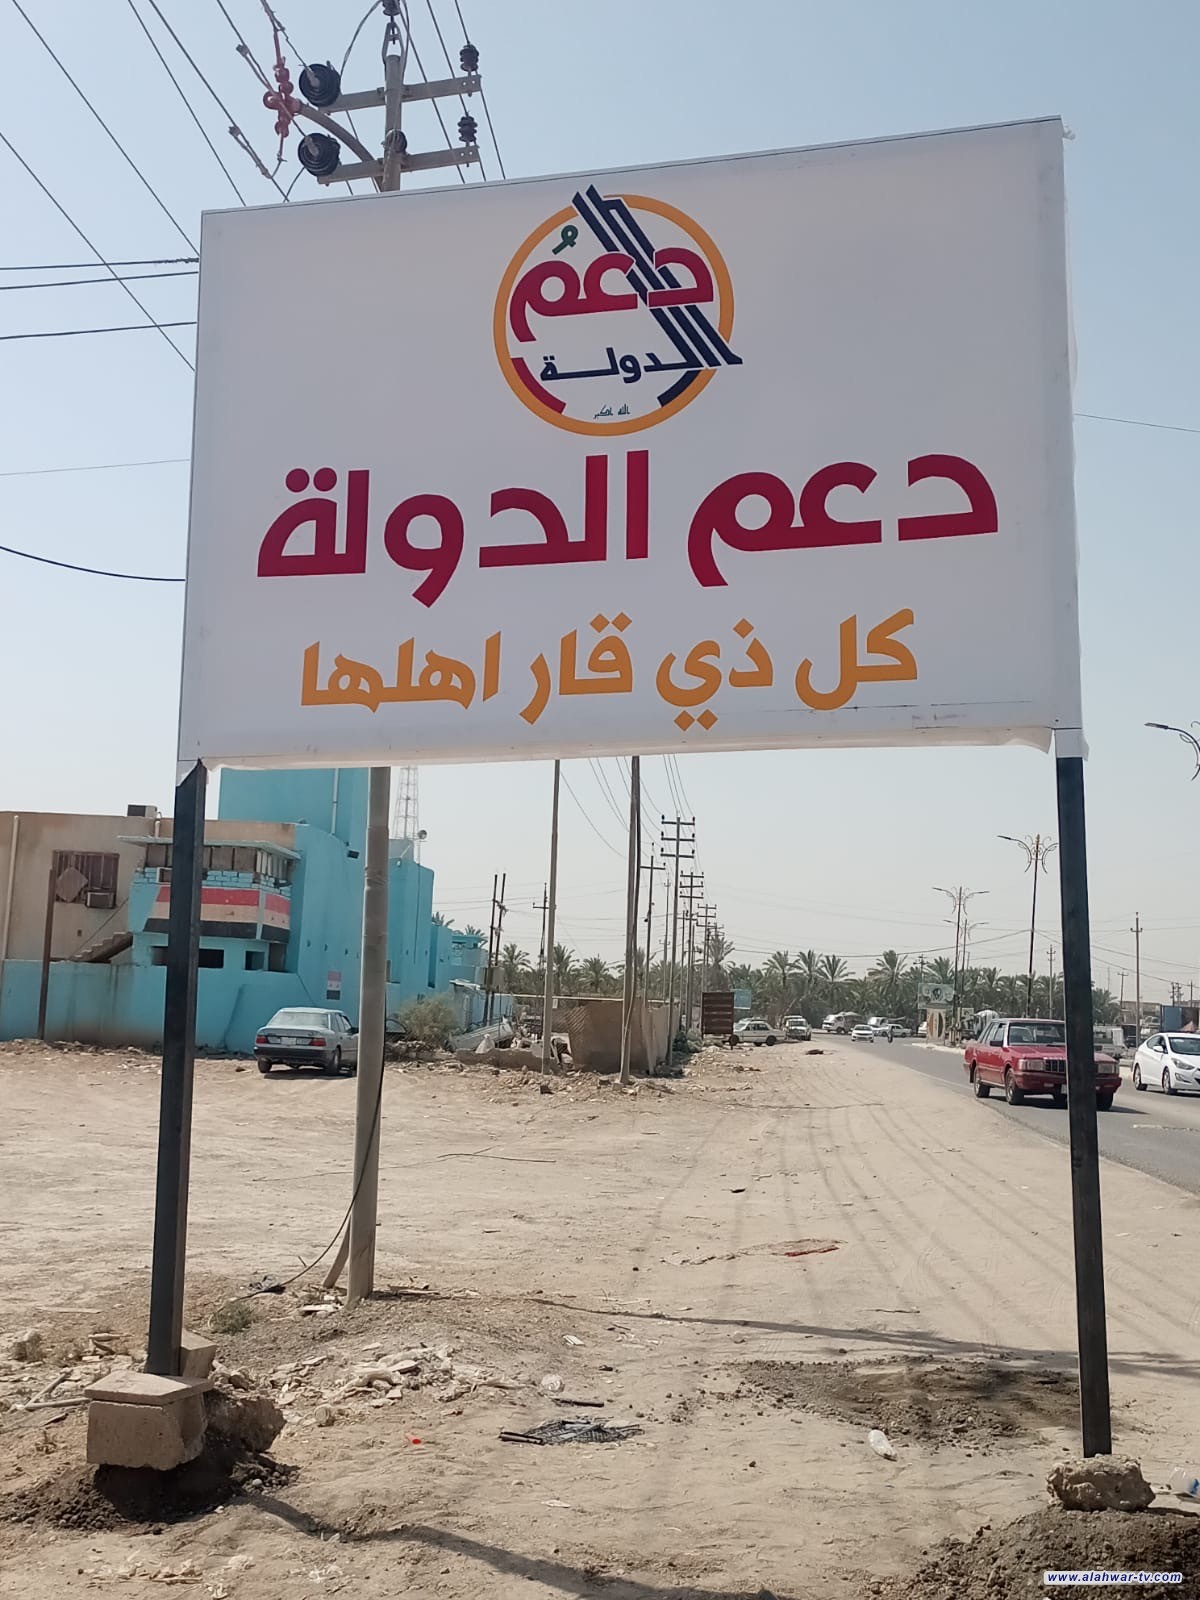 دعم
الدولة
الله اكبر
دعم الدولة
كل ذي قار اهلها
www.alahwar-tv.com